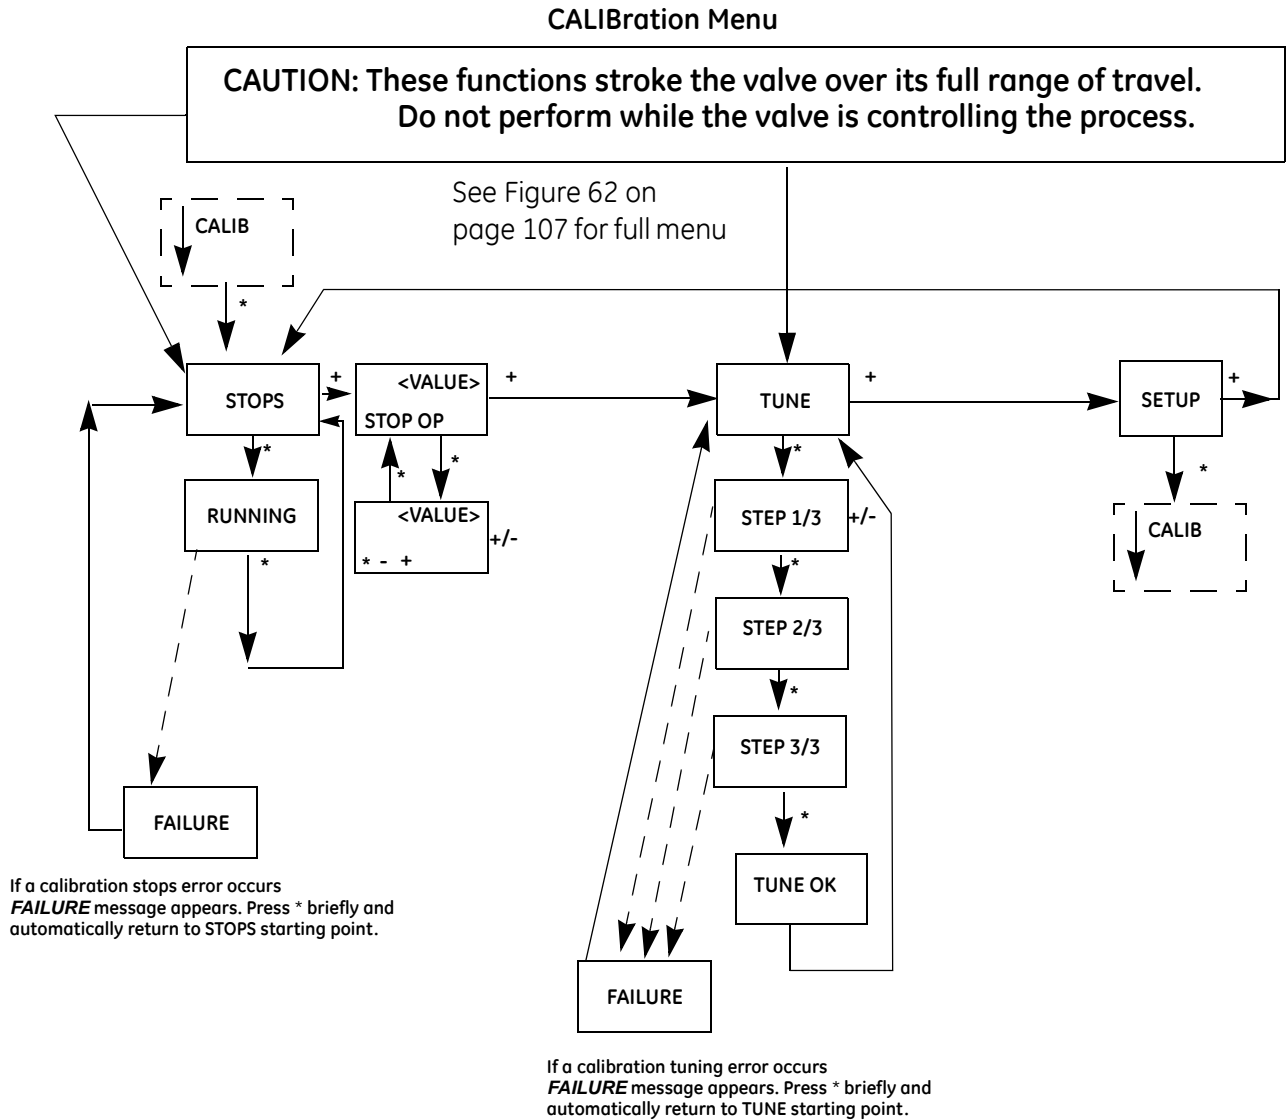 CALIBration Menu
CAUTION: These functions stroke the valve over its full range of travel.
Do not perform while the valve is controlling the process.
See Figure 62 on
page 107 for full menu
CALIB
*
STOPS
+
<VALUE>
STOP OP
+
TUNE
+
SETUP
+
*
RUNNING
*
*
*
<VALUE>
* - +
+/-
*
STEP 1/3
+/-
*
STEP 2/3
*
STEP 3/3
*
TUNE OK
*
CALIB
FAILURE
If a calibration stops error occurs
FAILURE message appears. Press * briefly and
automatically return to STOPS starting point.
FAILURE
If a calibration tuning error occurs
FAILURE message appears. Press * briefly and
automatically return to TUNE starting point.